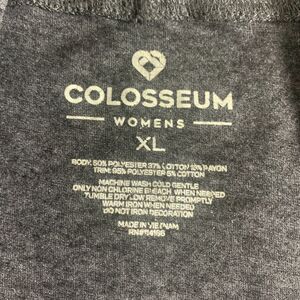 COLOSSEUM
WOMENS
XL
BODY: 50% POLYESTER 37% COTTON 13% RAYON
TRIM: 95% POLYESTER 5% COTTON
MACHINE WASH COLD GENTLE
ONLY NON CHLORINE BLEACH WHEN NEEDED
TUMBLE DRY LOW REMOVE PROMPTLY
WARM IRON WHEN NEEDED
DO NOT IRON DECORATION
MADE IN VIETNAM